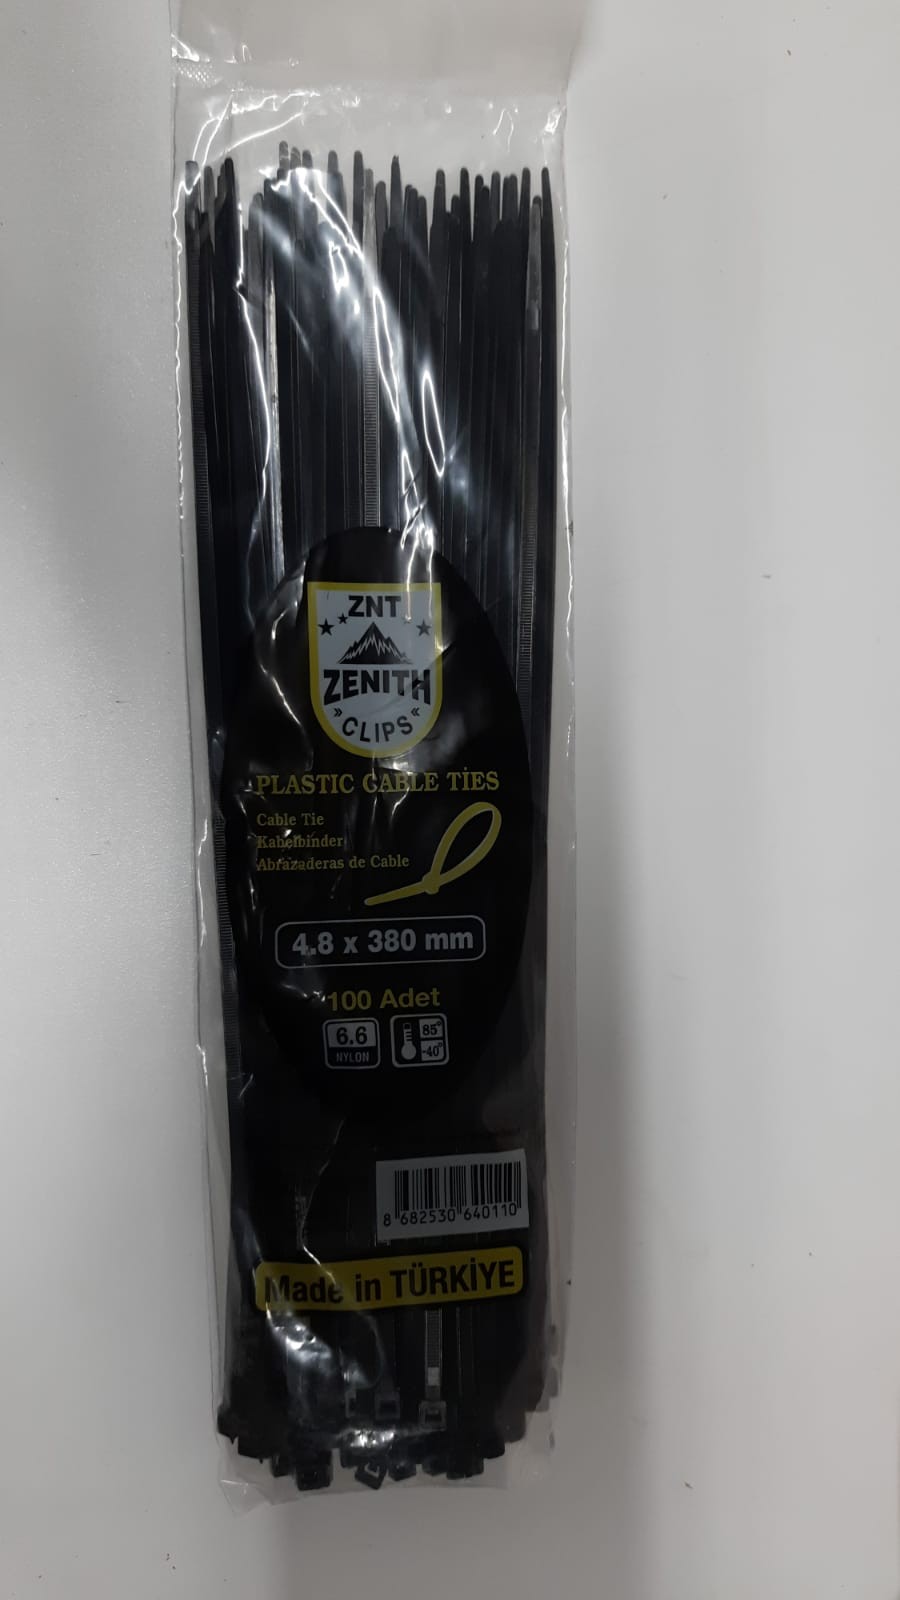 ZNT
ZENITH
»CLIPS«
PLASTIC CABLE TİES
Cable Tie
Kabelbinder
Abrazaderas de Cable
4.8 x 380 mm
100 Adet
6.6
NYLON
85°
-40°
8 682530 640110
Made in TÜRKİYE